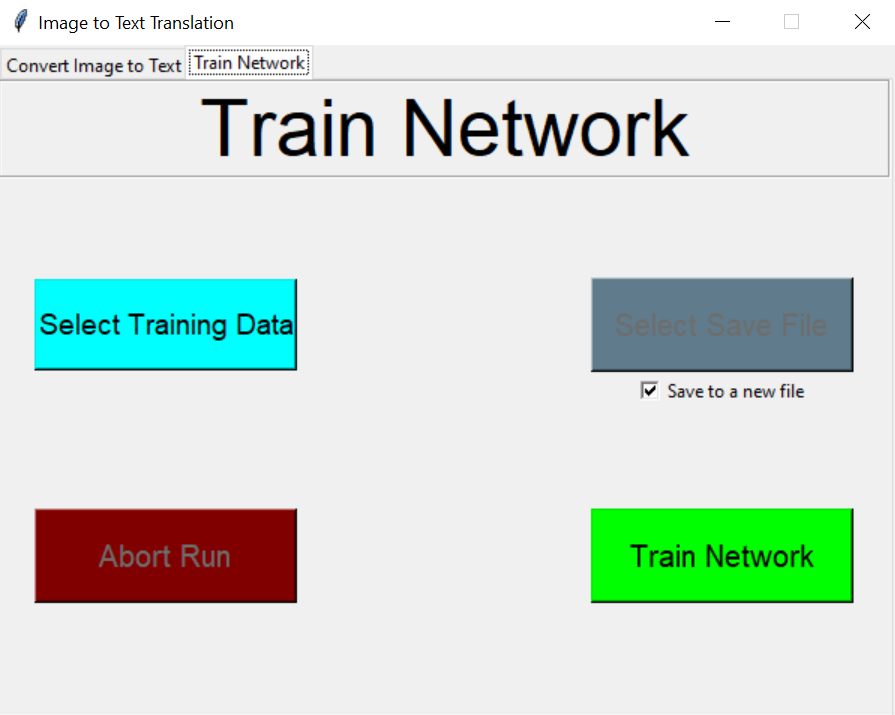 Image to Text Translation
Convert Image to Text Train Network
Train Network
Select Training Data
Select Save File
Save to a new file
Abort Run
Train Network